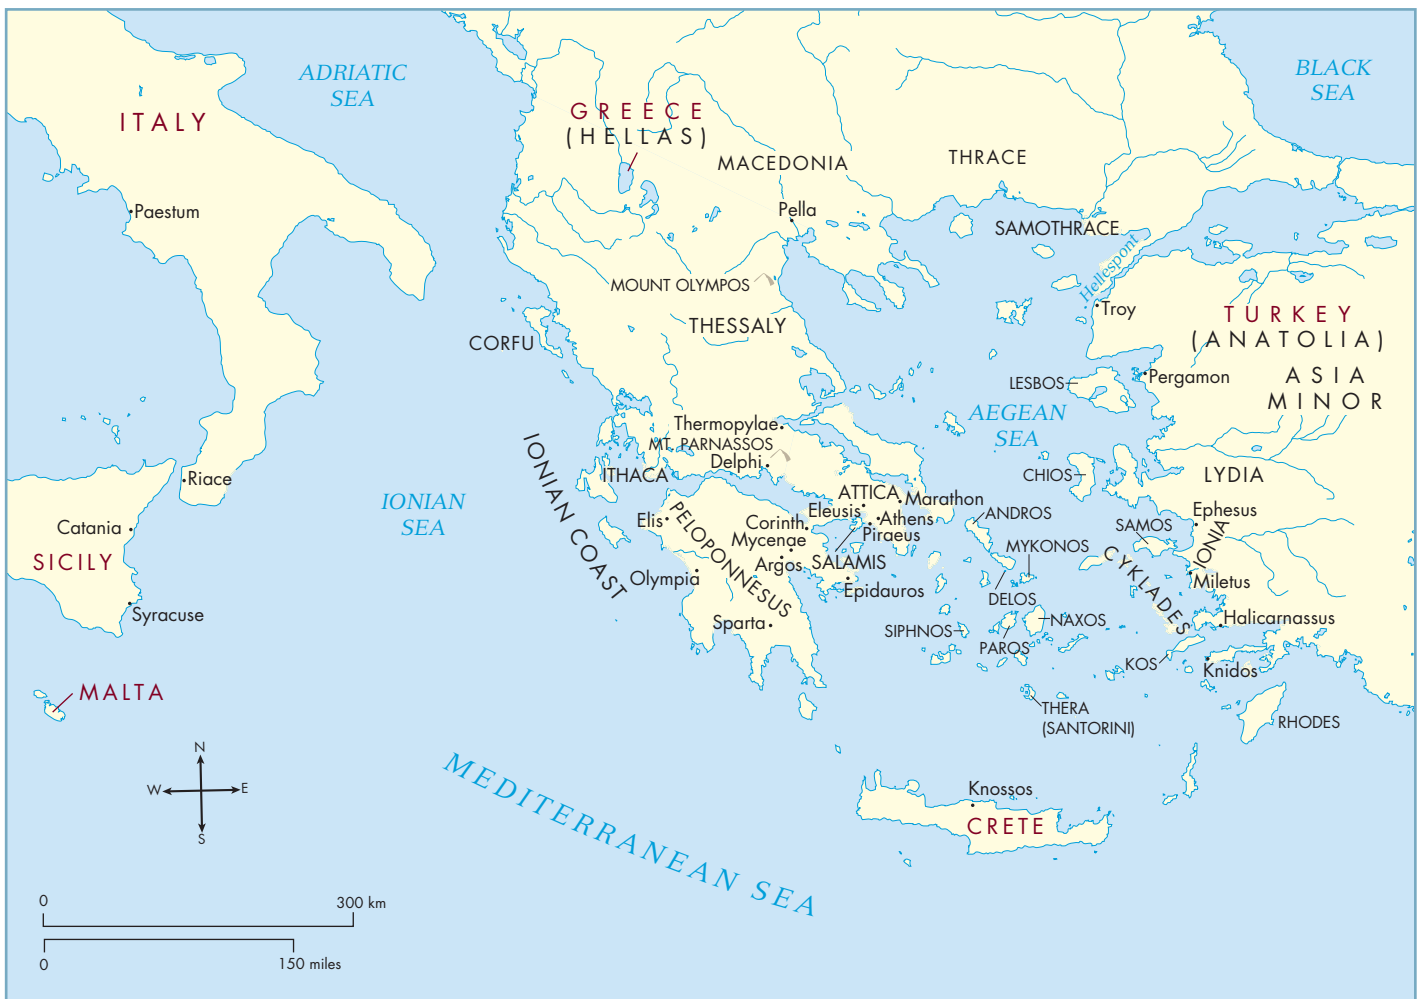 ADRIATIC
SEA
BLACK
SEA
ITALY
GREECE
(HELLAS)
MACEDONIA
THRACE
Paestum
Pella
SAMOTHRACE
Hellespont
MOUNT OLYMPOS
Troy
TURKEY
(ANATOLIA)
THESSALY
CORFU
LESBOS
Pergamon
ASIA
MINOR
AEGEAN
SEA
Thermopylae
MT. PARNASSOS
Delphi
IONIAN COAST
ITHACA
CHIOS
LYDIA
Riace
IONIAN
SEA
ATTICA
Marathon
Eleusis
Athens
Piraeus
ANDROS
Ephesus
SAMOS
IONIA
Catania
SICILY
Elis
PELOPONNESUS
Corinth
Mycenae
Argos
SALAMIS
MYKONOS
CYKLADES
Olympia
Epidauros
DELOS
Miletus
Syracuse
Sparta
SIPHNOS
PAROS
NAXOS
Halicarnassus
KOS
Knidos
MALTA
THERA
(SANTORINI)
RHODES
N
W
E
S
MEDITERRANEAN SEA
Knossos
CRETE
0
300 km
0
150 miles